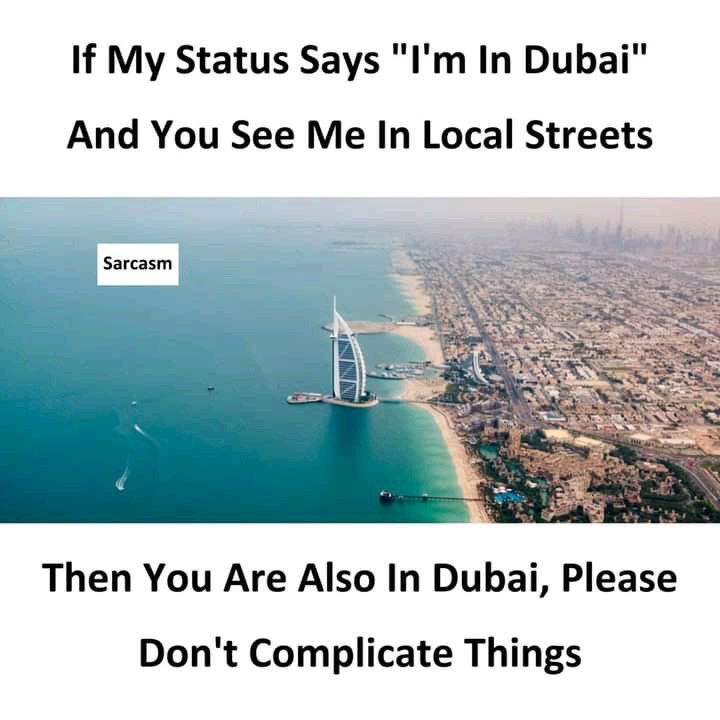 If My Status Says "I'm In Dubai"
And You See Me In Local Streets
Sarcasm
Then You Are Also In Dubai, Please
Don't Complicate Things